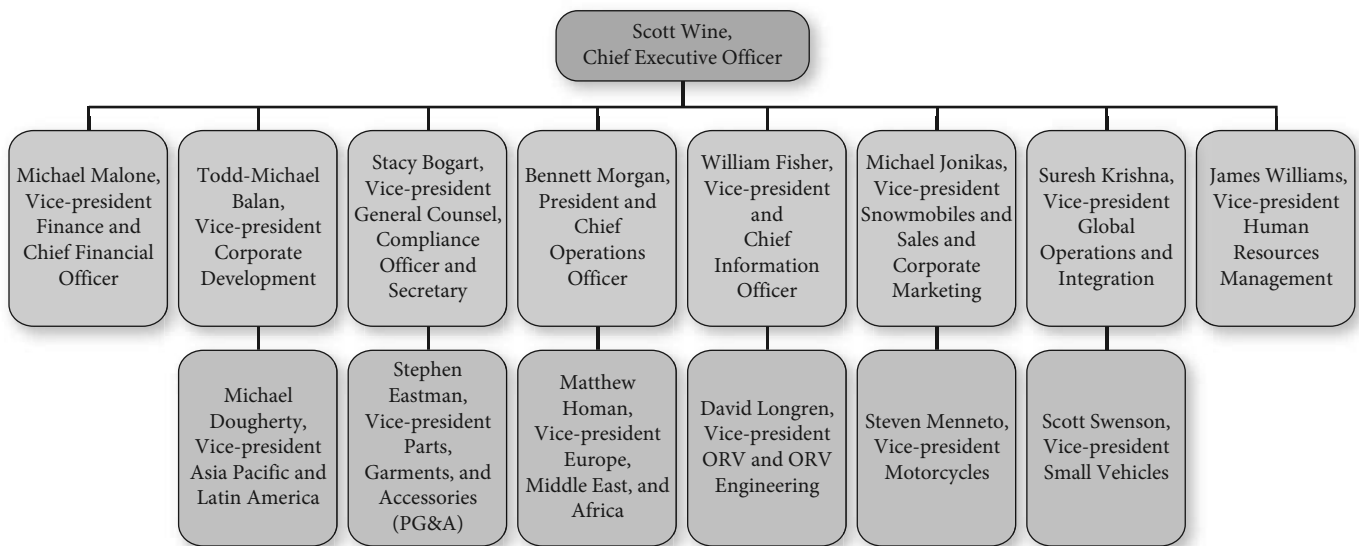 Scott Wine,
Chief Executive Officer
Michael Malone,
Vice-president
Finance and
Chief Financial
Officer
Todd-Michael
Balan,
Vice-president
Corporate
Development
Stacy Bogart,
Vice-president
General Counsel,
Compliance
Officer and
Secretary
Bennett Morgan,
President and
Chief
Operations
Officer
William Fisher,
Vice-president
and
Chief
Information
Officer
Michael Jonikas,
Vice-president
Snowmobiles and
Sales and
Corporate
Marketing
Suresh Krishna,
Vice-president
Global
Operations and
Integration
James Williams,
Vice-president
Human
Resources
Management
Michael
Dougherty,
Vice-president
Asia Pacific and
Latin America
Stephen
Eastman,
Vice-president
Parts,
Garments, and
Accessories
(PG&A)
Matthew
Homan,
Vice-president
Europe,
Middle East, and
Africa
David Longren,
Vice-president
ORV and ORV
Engineering
Steven Menneto,
Vice-president
Motorcycles
Scott Swenson,
Vice-president
Small Vehicles